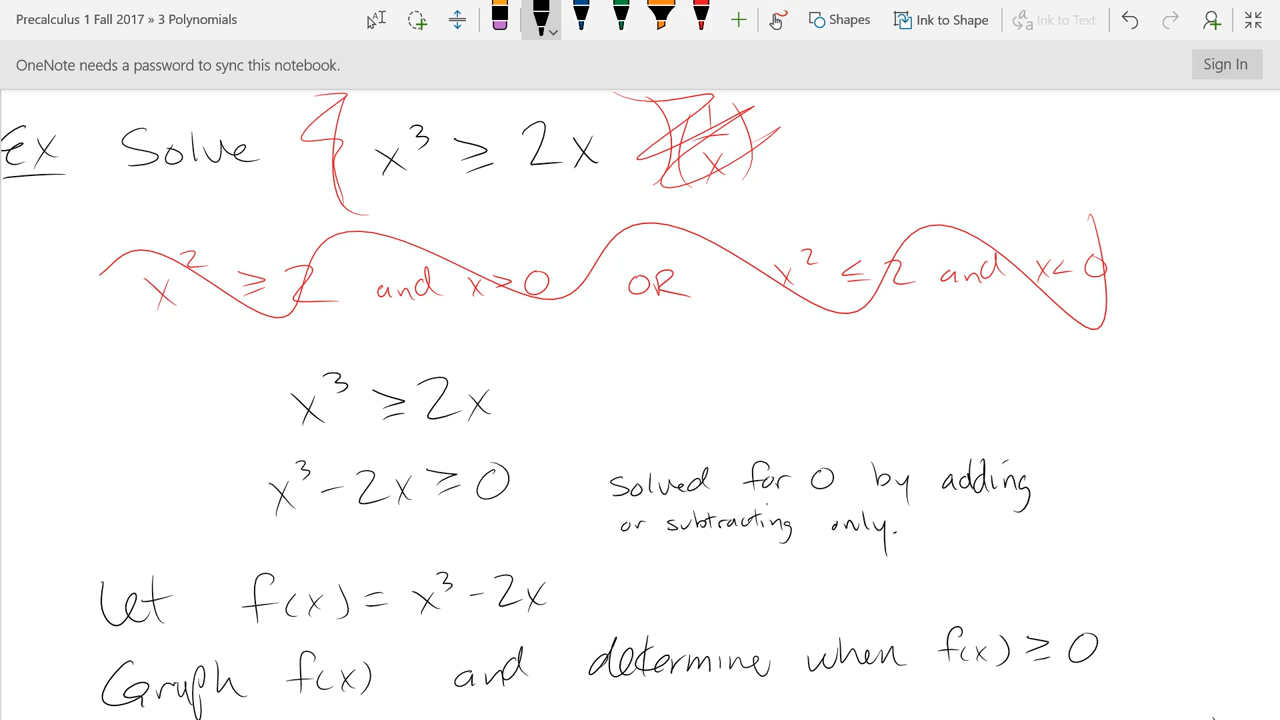 Precalculus 1 Fall 2017 » 3 Polynomials
Shapes
Ink to Shape
Ink to Text
OneNote needs a password to sync this notebook.
Sign In
Ex Solve x³ ≥ 2x
x² ≥ 2 and x > 0 OR x² ≤ 2 and x < 0
x³ ≥ 2x
x³ - 2x ≥ 0 solved for 0 by adding
or subtracting only.
Let f(x) = x³ - 2x
Graph f(x) and determine when f(x) ≥ 0